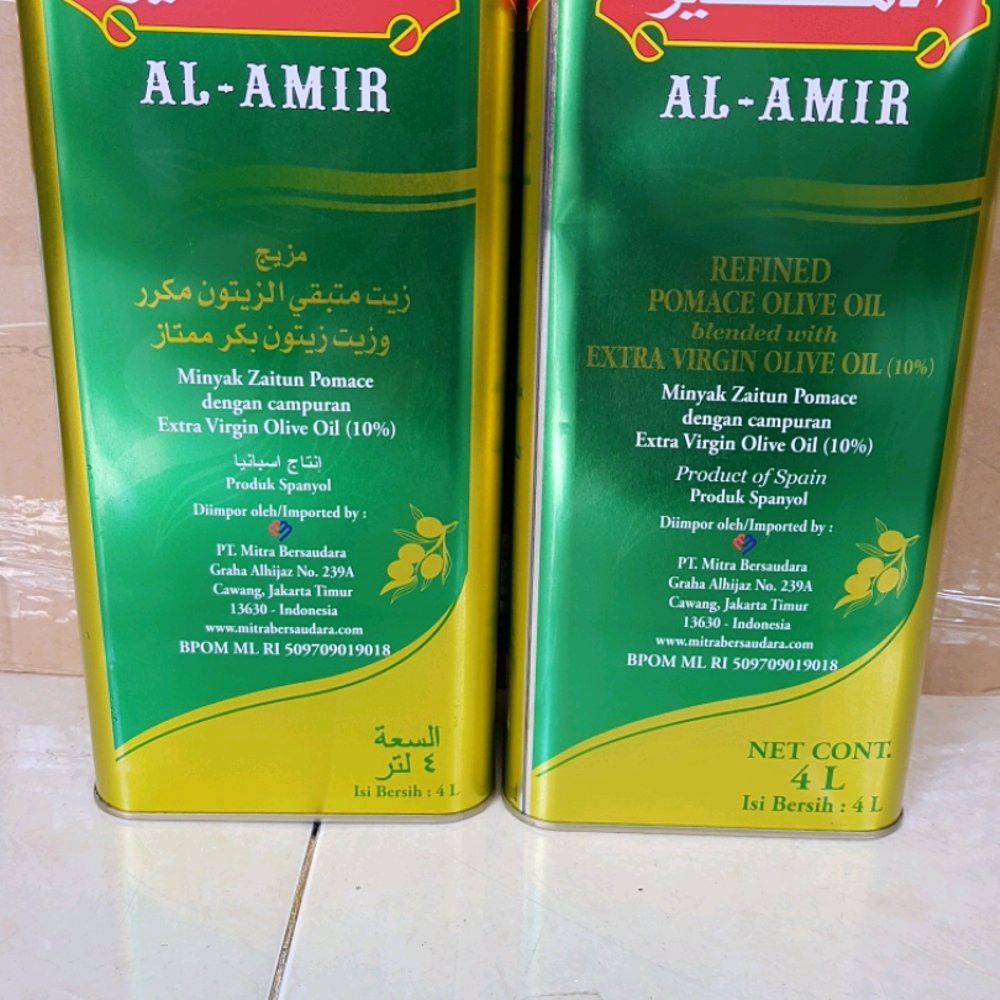 AL-AMIR
مزيج
زيت متبقي الزيتون مكرر
وزيت زيتون بكر ممتاز
Minyak Zaitun Pomace
dengan campuran
Extra Virgin Olive Oil (10%)
انتاج اسبانيا
Produk Spanyol
Diimpor oleh/Imported by :
PT. Mitra Bersaudara
Graha Alhijaz No. 239A
Cawang, Jakarta Timur
13630 - Indonesia
www.mitrabersaudara.com
BPOM ML RI 509709019018
السعة
٤ لتر
Isi Bersih : 4 L
AL-AMIR
REFINED
POMACE OLIVE OIL
blended with
EXTRA VIRGIN OLIVE OIL (10%)
Minyak Zaitun Pomace
dengan campuran
Extra Virgin Olive Oil (10%)
Product of Spain
Produk Spanyol
Diimpor oleh/Imported by :
PT. Mitra Bersaudara
Graha Alhijaz No. 239A
Cawang, Jakarta Timur
13630 - Indonesia
www.mitrabersaudara.com
BPOM ML RI 509709019018
NET CONT.
4 L
Isi Bersih : 4 L